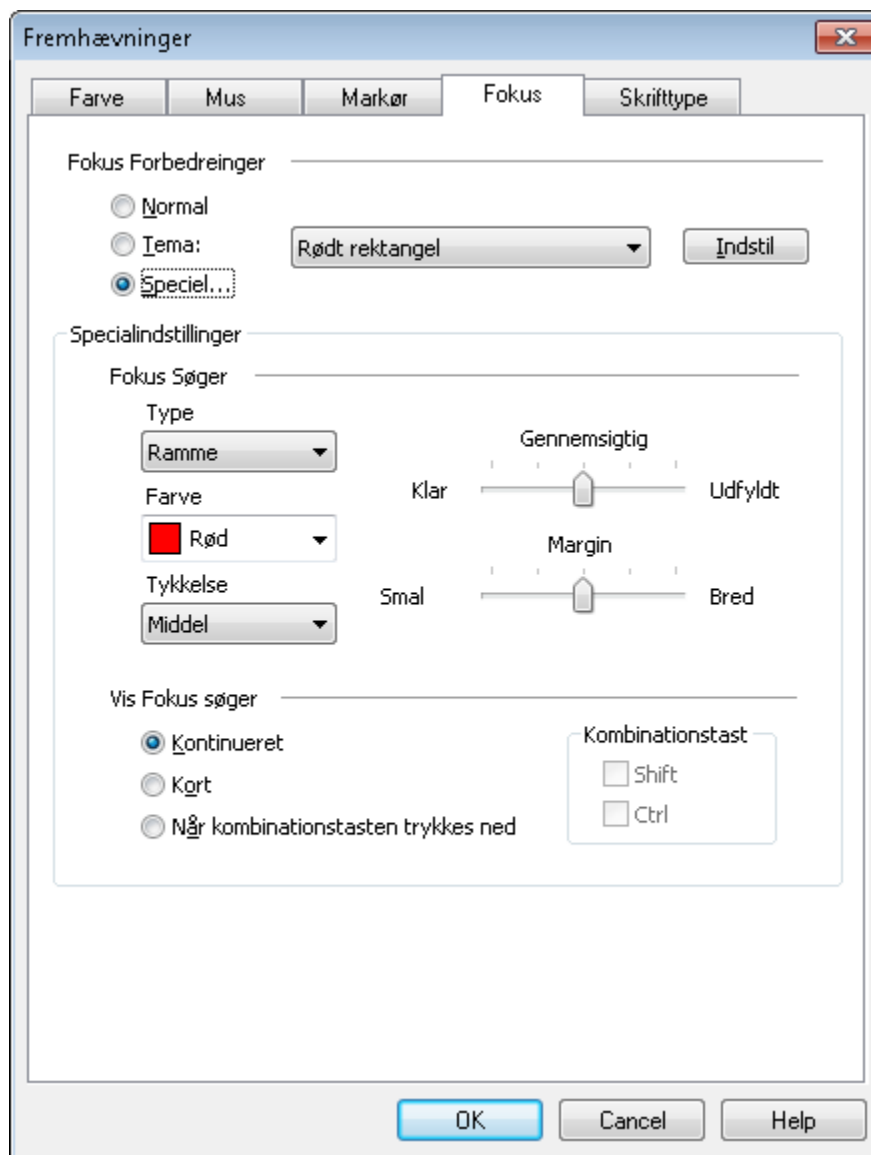 Fremhævninger
Farve Mus Markør Fokus Skrifttype
Fokus Forbedreinger
Normal
Tema: Rødt rektangel Indstil
Speciel...
Specialindstillinger
Fokus Søger
Type
Ramme
Gennemsigtig
Klar Udfyldt
Farve
Rød
Margin
Tykkelse
Smal Bred
Middel
Vis Fokus søger
Kontinueret
Kort
Når kombinationstasten trykkes ned
Kombinationstast
Shift
Ctrl
OK Cancel Help